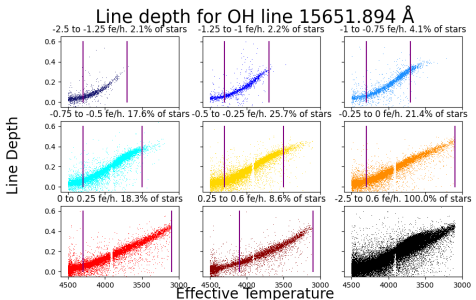 Line depth for OH line 15651.894 Å
-2.5 to -1.25 fe/h. 2.1% of stars
-1.25 to -1 fe/h. 2.2% of stars
-1 to -0.75 fe/h. 4.1% of stars
0.6
0.4
0.2
0.0
-0.75 to -0.5 fe/h. 17.6% of stars
-0.5 to -0.25 fe/h. 25.7% of stars
-0.25 to 0 fe/h. 21.4% of stars
0.6
0.4
0.2
0.0
Line Depth
0 to 0.25 fe/h. 18.3% of stars
0.25 to 0.6 fe/h. 8.6% of stars
-2.5 to 0.6 fe/h. 100.0% of stars
0.6
0.4
0.2
0.0
4500 4000 3500 3000 4500 4000 3500 3000 4500 4000 3500 3000
Effective Temperature